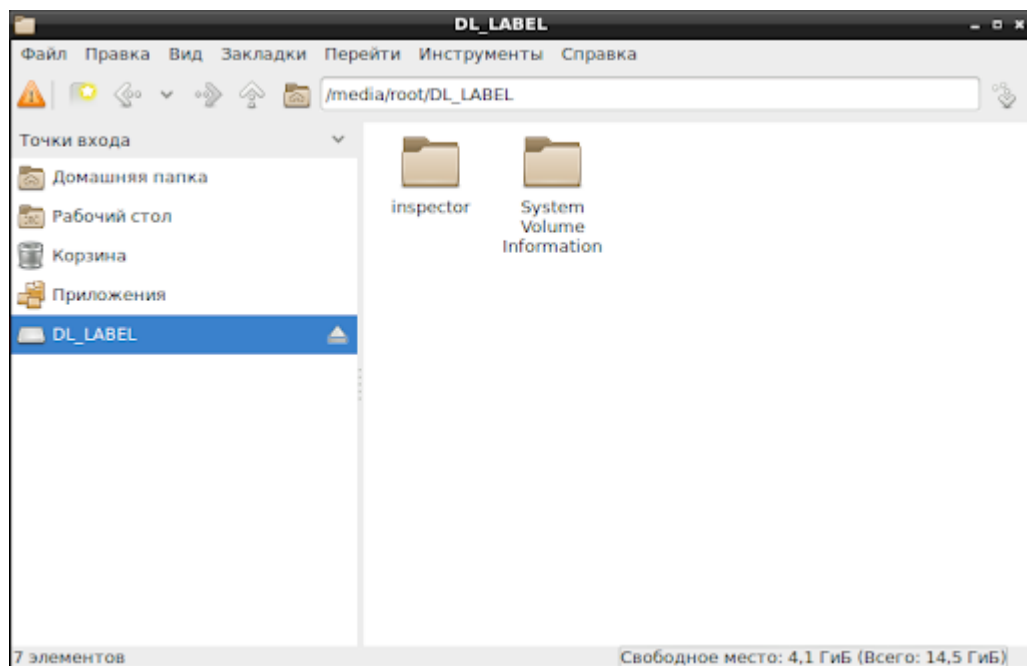 DL_LABEL
Файл Правка Вид Закладки Перейти Инструменты Справка
/media/root/DL_LABEL
Точки входа
Домашняя папка
Рабочий стол
Корзина
Приложения
DL_LABEL
inspector
System
Volume
Information
7 элементов
Свободное место: 4,1 ГиБ (Всего: 14,5 ГиБ)